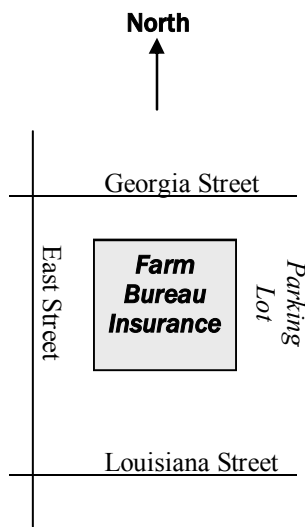 North
Georgia Street
East Street
Farm
Bureau
Insurance
Parking
Lot
Louisiana Street